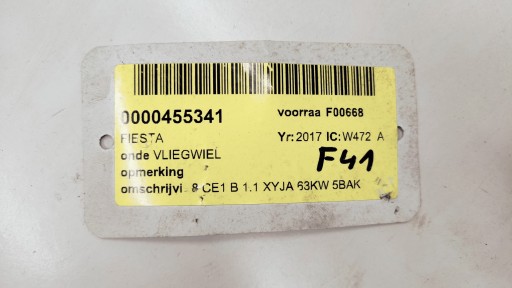 0000455341 voorraa F00668
FIESTA Yr: 2017 IC: W472 A
onde VLIEGWIEL F41
opmerking
omschrijvi 8 CE1 B 1.1 XYJA 63KW 5BAK